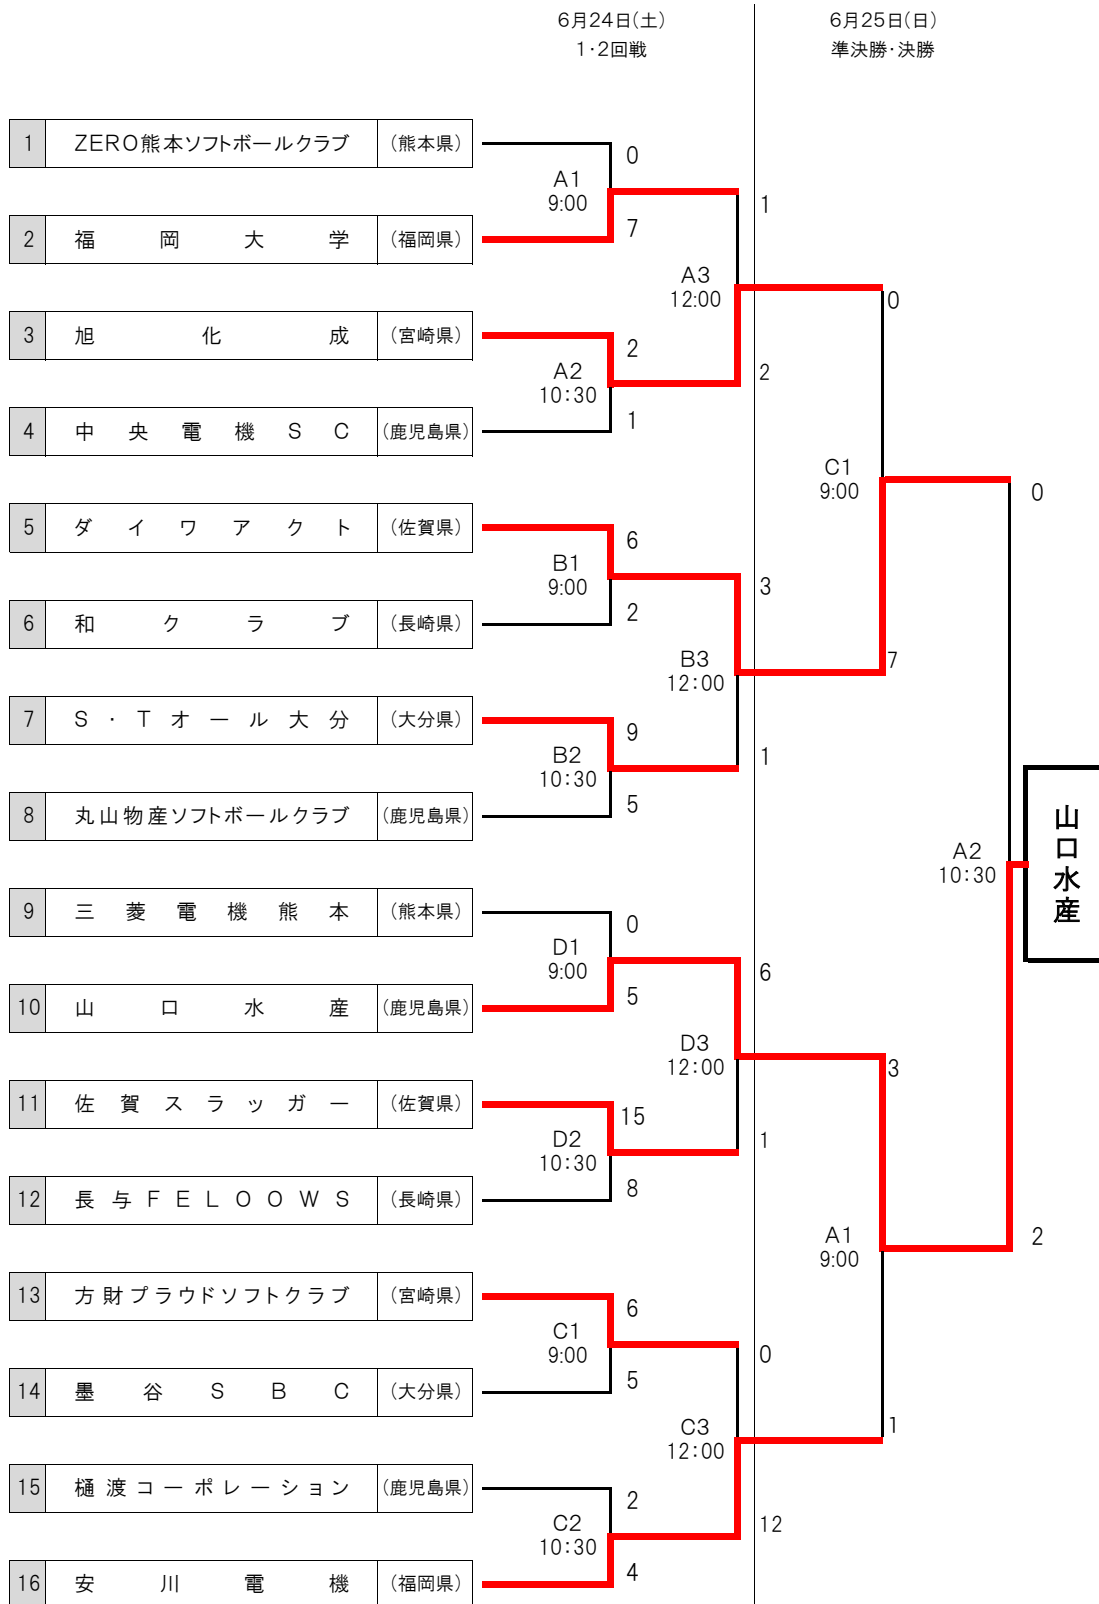 6月24日(土)
1・2回戦
6月25日(日)
準決勝・決勝
1 ZERO熊本ソフトボールクラブ (熊本県)
0
A1
9:00
7
1
2 福岡大学 (福岡県)
A3
12:00
0
3 旭化成 (宮崎県)
2
A2
10:30
1
2
4 中央電機SC (鹿児島県)
C1
9:00
0
5 ダイワアクト (佐賀県)
6
B1
9:00
2
3
6 和クラブ (長崎県)
B3
12:00
7
7 S・Tオール大分 (大分県)
9
B2
10:30
5
1
8 丸山物産ソフトボールクラブ (鹿児島県)
A2
10:30
山口水産
9 三菱電機熊本 (熊本県)
0
D1
9:00
5
6
10 山口水産 (鹿児島県)
D3
12:00
3
11 佐賀スラッガー (佐賀県)
15
D2
10:30
8
1
12 長与FELOOWS (長崎県)
A1
9:00
2
13 方財プラウドソフトクラブ (宮崎県)
6
C1
9:00
5
0
14 墨谷SBC (大分県)
C3
12:00
1
15 樋渡コーポレーション (鹿児島県)
2
C2
10:30
4
12
16 安川電機 (福岡県)